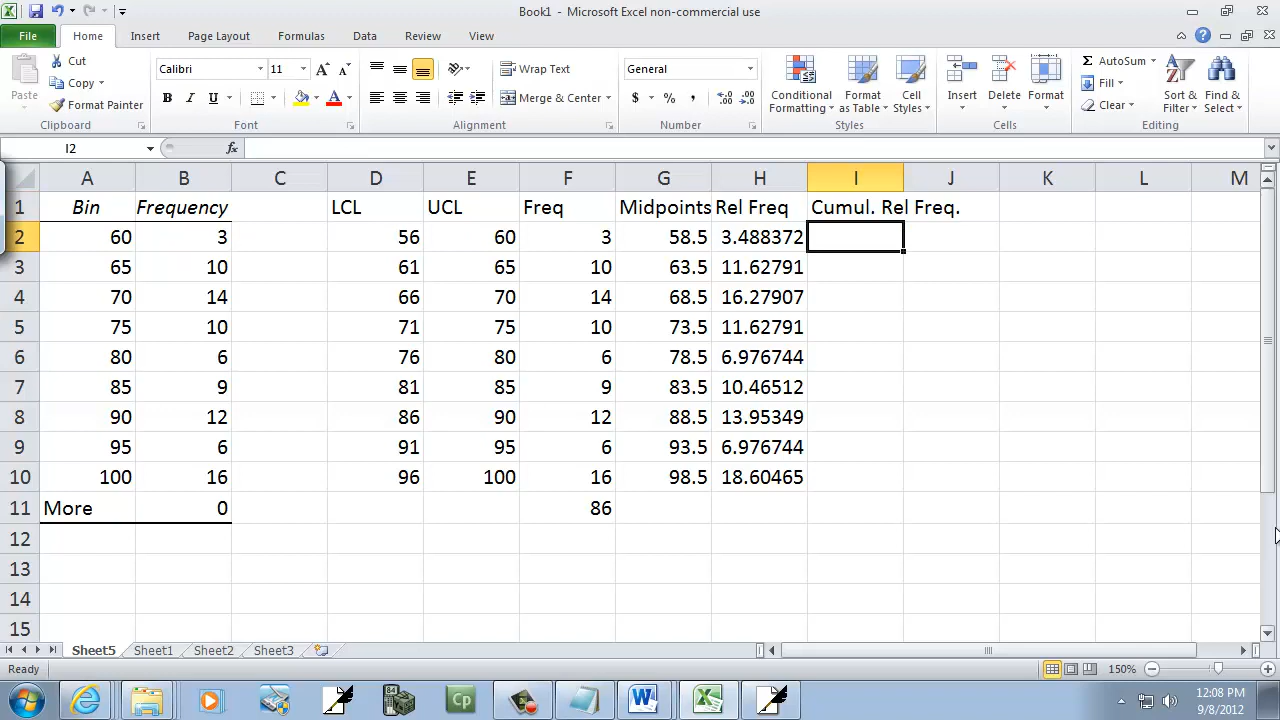 Book1 - Microsoft Excel non-commercial use
File Home Insert Page Layout Formulas Data Review View
Paste Cut Copy Format Painter Clipboard
Calibri 11 B I U A Font
Wrap Text Merge & Center Alignment
General $ % , Number
Conditional Formatting Format as Table Cell Styles Styles
Insert Delete Format Cells
Σ AutoSum Fill Clear Sort & Filter Find & Select Editing
I2 fx
A B C D E F G H I J K L M
1 Bin Frequency LCL UCL Freq Midpoints Rel Freq Cumul. Rel Freq.
2 60 3 56 60 3 58.5 3.488372
3 65 10 61 65 10 63.5 11.62791
4 70 14 66 70 14 68.5 16.27907
5 75 10 71 75 10 73.5 11.62791
6 80 6 76 80 6 78.5 6.976744
7 85 9 81 85 9 83.5 10.46512
8 90 12 86 90 12 88.5 13.95349
9 95 6 91 95 6 93.5 6.976744
10 100 16 96 100 16 98.5 18.60465
11 More 0 86
12
13
14
15
Sheet5 Sheet1 Sheet2 Sheet3
Ready 150%
Cp W 12:08 PM
9/8/2012